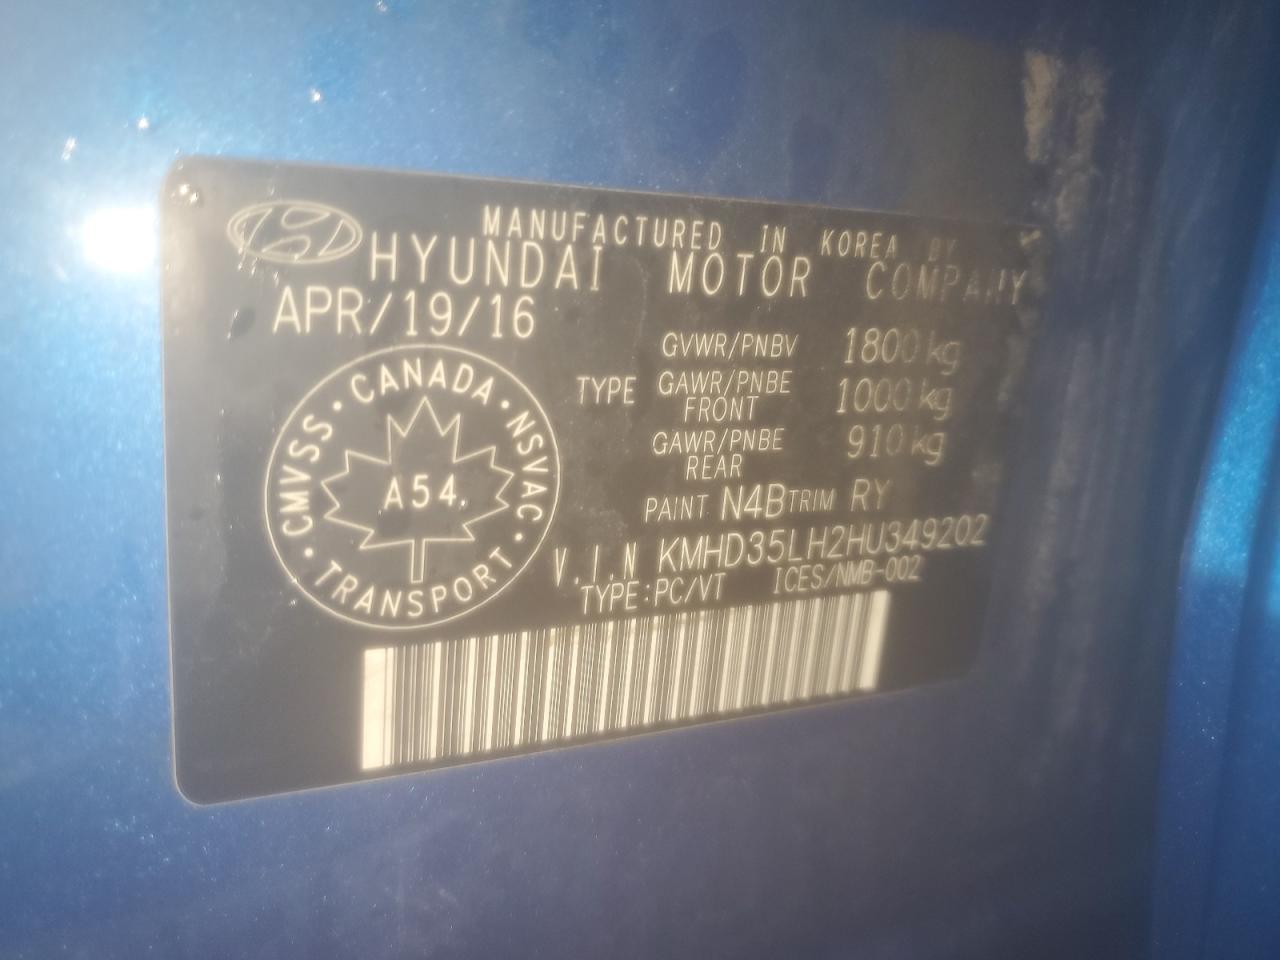 MANUFACTURED IN KOREA BY
HYUNDAI MOTOR COMPANY
APR/19/16
GVWR/PNBV 1800 kg
TYPE GAWR/PNBE FRONT 1000 kg
GAWR/PNBE REAR 910 kg
PAINT N4B TRIM RY
V.I.N KMHD35LH2HU349202
TYPE:PC/VT ICES/NMB-002
CANADA · NSVAC · TRANSPORT · CMVSS ·
A54.